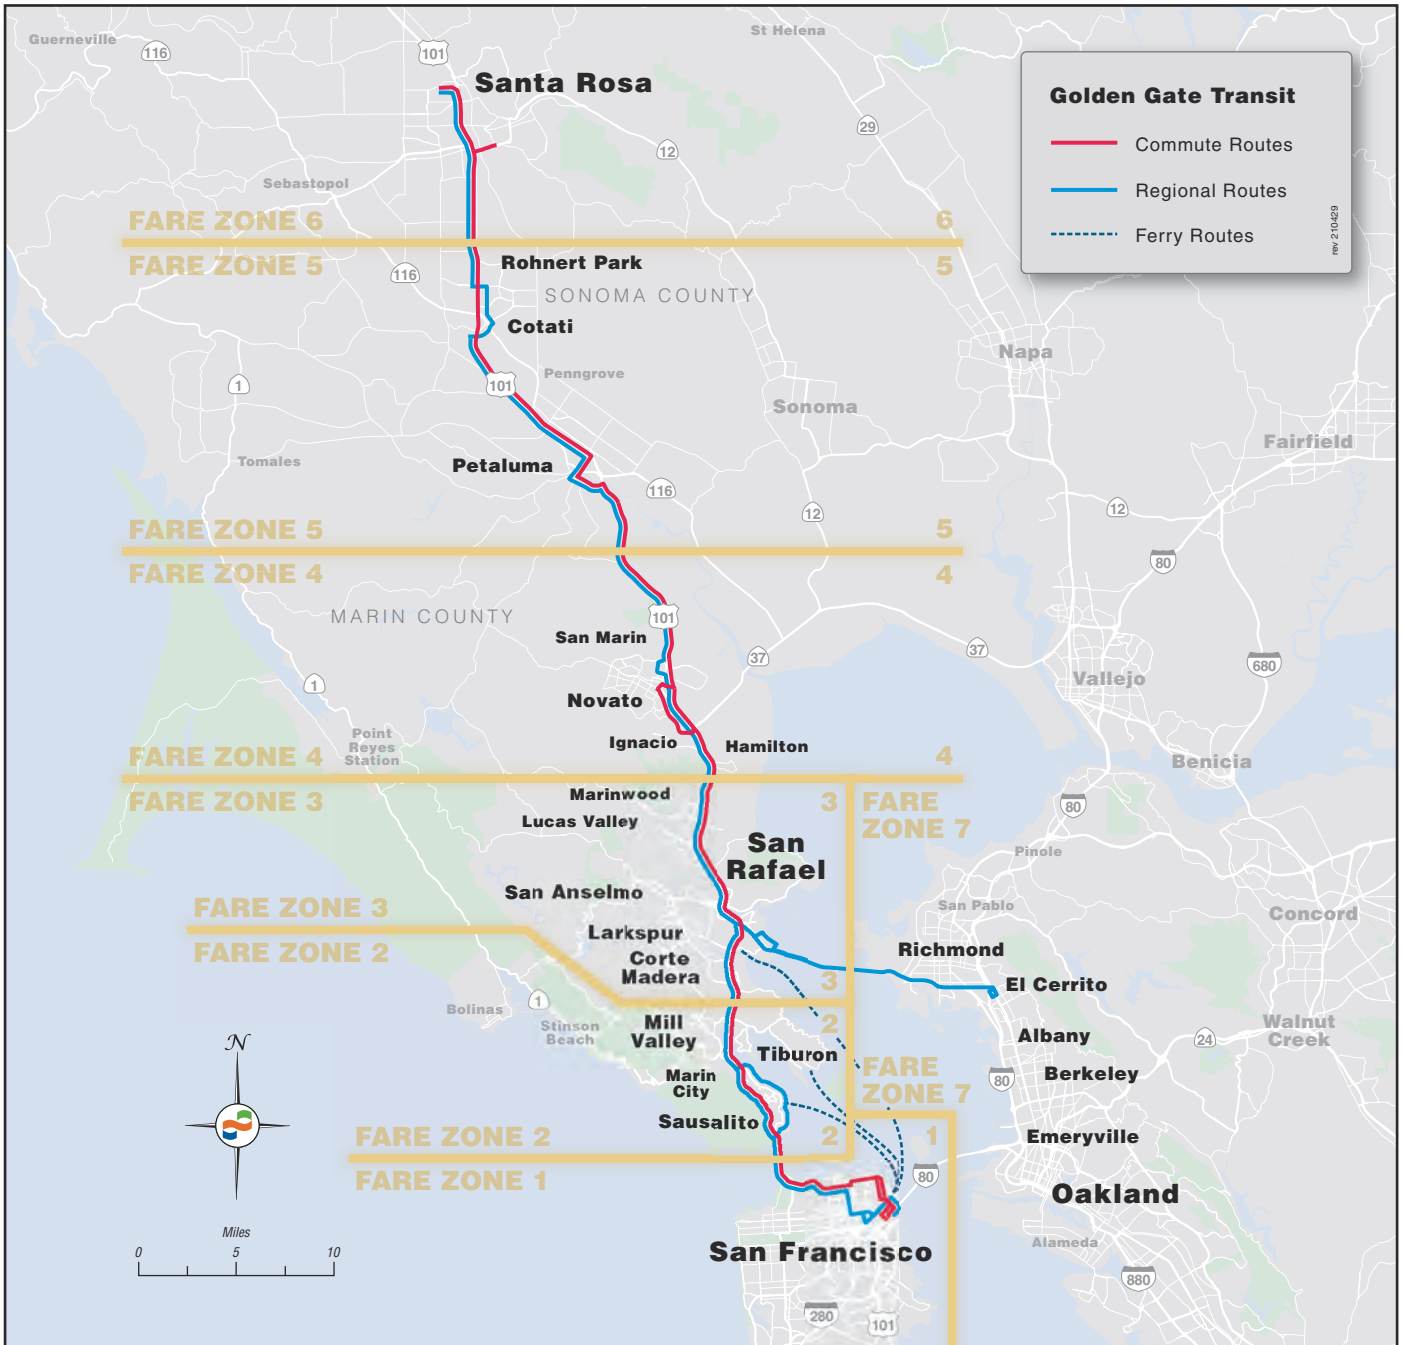 Guerneville
116
101
St Helena
Santa Rosa
Golden Gate Transit
Commute Routes
Regional Routes
Ferry Routes
rev 210429
29
12
Sebastopol
FARE ZONE 6
6
FARE ZONE 5
5
Rohnert Park
116
SONOMA COUNTY
Cotati
Napa
1
101
Penngrove
Sonoma
Fairfield
Tomales
Petaluma
116
12
12
FARE ZONE 5
5
80
FARE ZONE 4
4
MARIN COUNTY
101
San Marin
37
37
680
1
Vallejo
Novato
Point
Reyes
Station
Ignacio
Hamilton
FARE ZONE 4
4
Benicia
FARE ZONE 3
Marinwood
3
FARE
ZONE 7
80
Lucas Valley
San
Rafael
Pinole
San Anselmo
FARE ZONE 3
San Pablo
Concord
Larkspur
FARE ZONE 2
Richmond
Corte
Madera
3
El Cerrito
Bolinas
1
Stinson
Beach
Mill
Valley
2
Albany
24
Walnut
Creek
Tiburon
N
Marin
City
FARE
ZONE 7
80
Berkeley
Sausalito
FARE ZONE 2
2
1
Emeryville
FARE ZONE 1
80
Oakland
Miles
0
5
10
San Francisco
Alameda
880
280
101